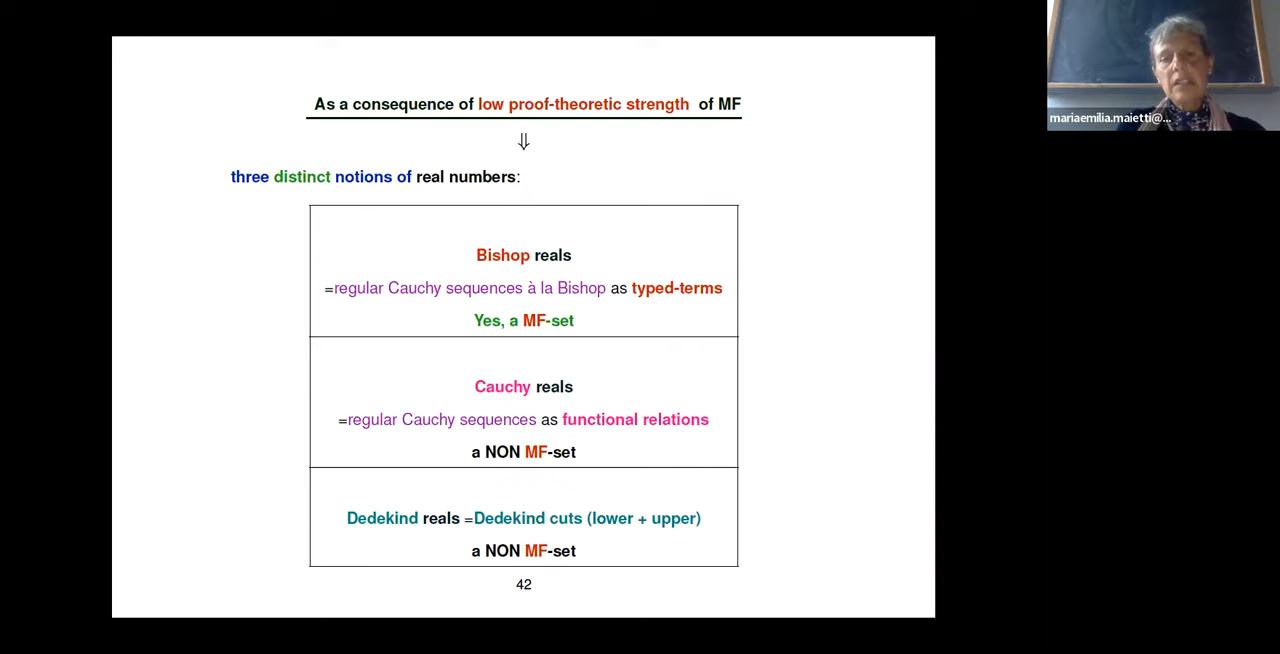 As a consequence of low proof-theoretic strength of MF
⇓
three distinct notions of real numbers:
Bishop reals
=regular Cauchy sequences à la Bishop as typed-terms
Yes, a MF-set
Cauchy reals
=regular Cauchy sequences as functional relations
a NON MF-set
Dedekind reals =Dedekind cuts (lower + upper)
a NON MF-set
42
mariaemilia.maietti@...